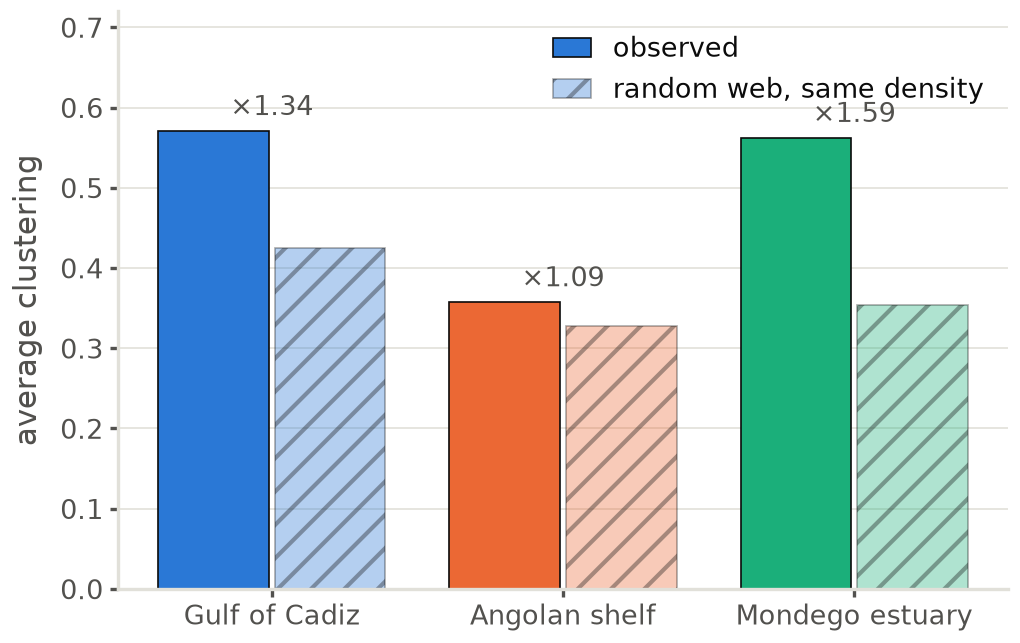 observed
random web, same density
×1.34
×1.09
×1.59
average clustering
0.7
0.6
0.5
0.4
0.3
0.2
0.1
0.0
Gulf of Cadiz
Angolan shelf
Mondego estuary